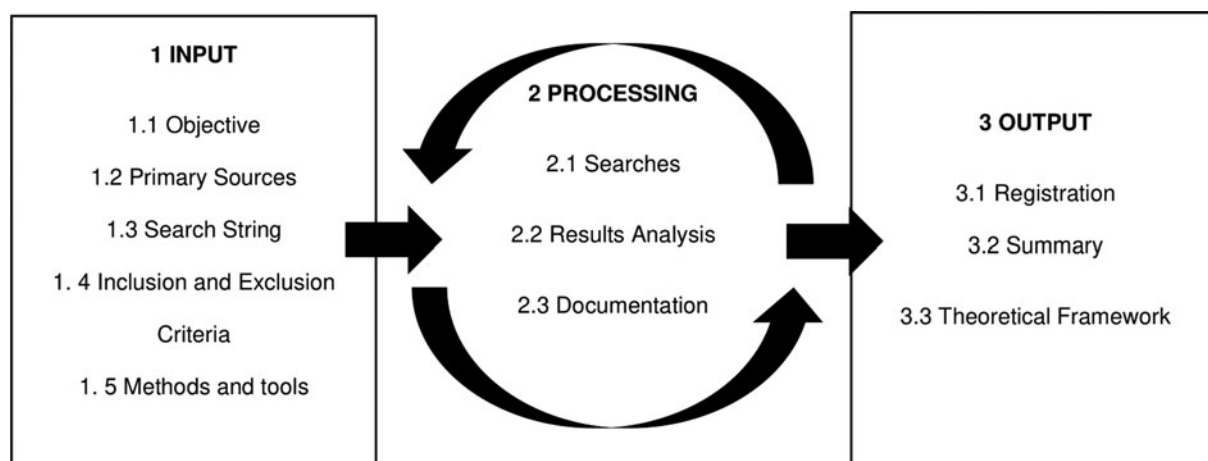 1 INPUT
1.1 Objective
1.2 Primary Sources
1.3 Search String
1. 4 Inclusion and Exclusion
Criteria
1. 5 Methods and tools
2 PROCESSING
2.1 Searches
2.2 Results Analysis
2.3 Documentation
3 OUTPUT
3.1 Registration
3.2 Summary
3.3 Theoretical Framework